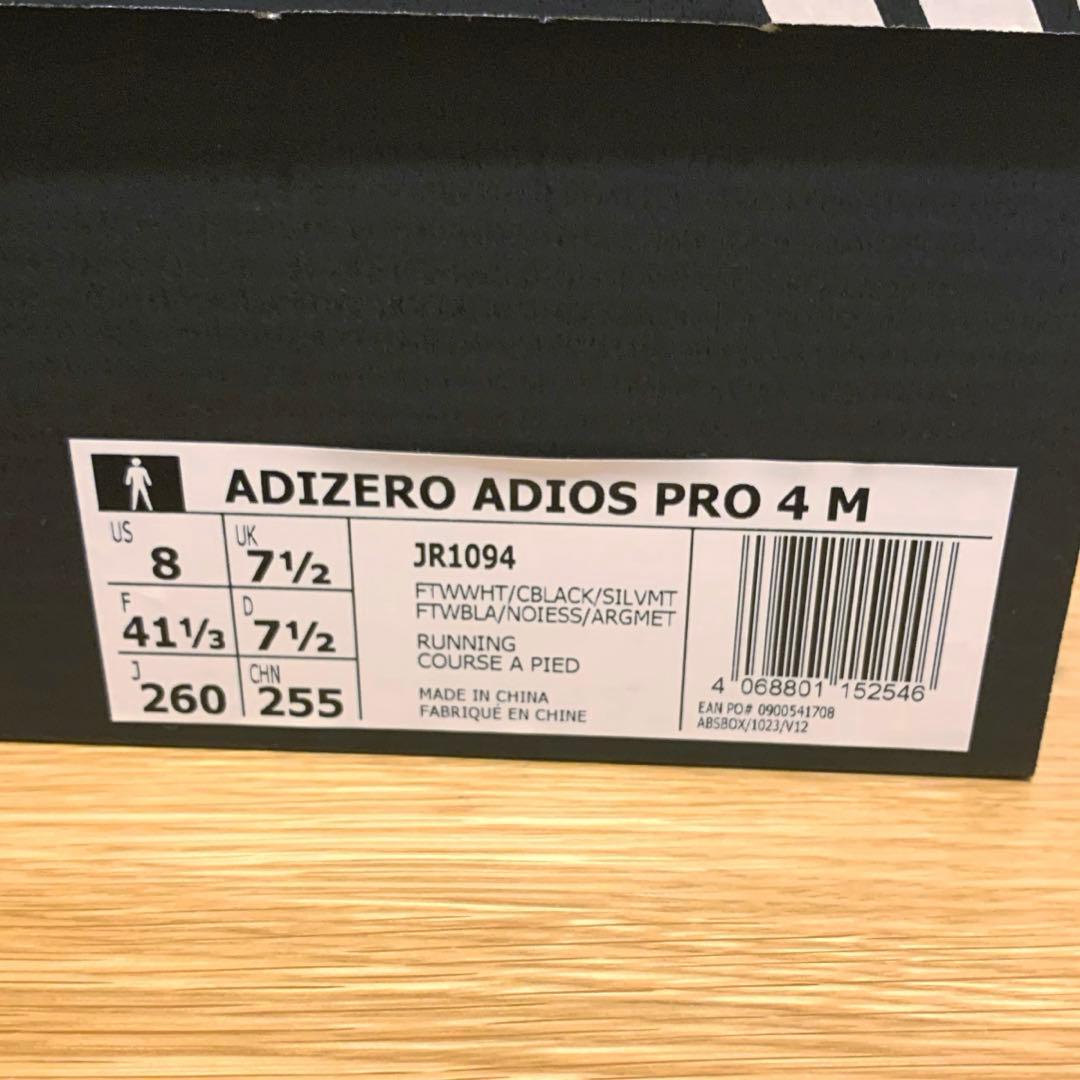 ADIZERO ADIOS PRO 4 M
US 8 UK 7½
F 41⅓ D 7½
J 260 CHN 255
JR1094
FTWWHT/CBLACK/SILVMT
FTWBLA/NOIESS/ARGMET
RUNNING
COURSE A PIED
MADE IN CHINA
FABRIQUÉ EN CHINE
4 068801 152546
EAN PO# 0900541708
ABSBOX/1023/V12